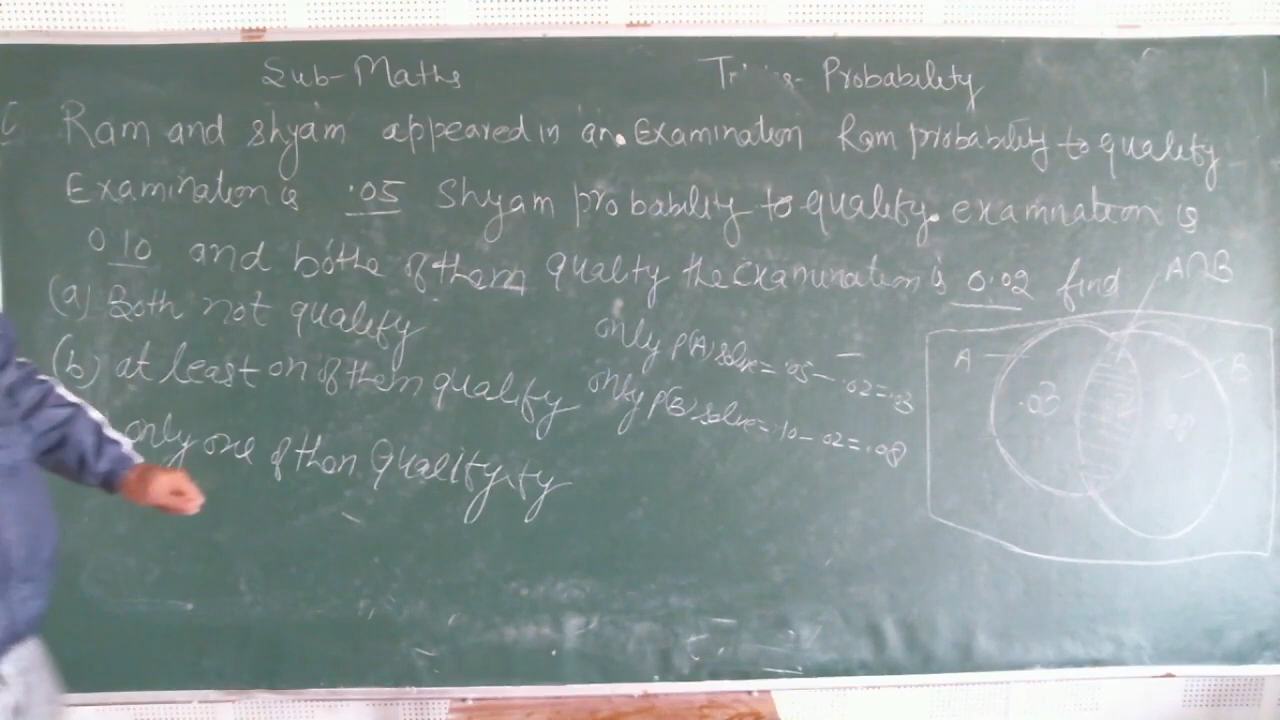 Sub- Maths
- Probability
Ram and Shyam appeared in an Examination Ram probability to qualify
Examination is .05 Shyam probability to qualify examination is
0.10 and bothe of them qualify the examination is 0.02 find
(a) Both not qualify
(b) at least on of them qualify
only one of them Qualify
only P(A) solve = .05 - .02 = .03
only P(B) solve = .10 - .02 = .08
A∩B
A
B
.03
.08